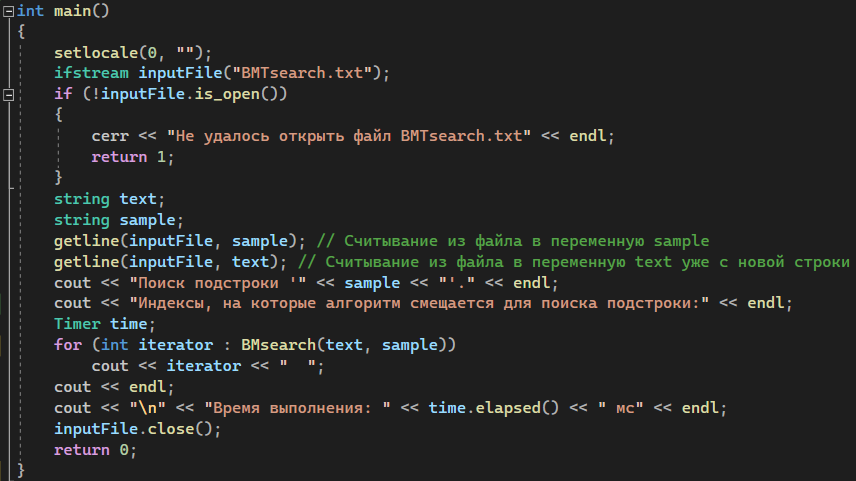 int main()
{
    setlocale(0, "");
    ifstream inputFile("BMTsearch.txt");
    if (!inputFile.is_open())
    {
        cerr << "Не удалось открыть файл BMTsearch.txt" << endl;
        return 1;
    }
    string text;
    string sample;
    getline(inputFile, sample); // Считывание из файла в переменную sample
    getline(inputFile, text); // Считывание из файла в переменную text уже с новой строки
    cout << "Поиск подстроки '" << sample << "'." << endl;
    cout << "Индексы, на которые алгоритм смещается для поиска подстроки:" << endl;
    Timer time;
    for (int iterator : BMsearch(text, sample))
        cout << iterator << "  ";
    cout << endl;
    cout << "\n" << "Время выполнения: " << time.elapsed() << " мс" << endl;
    inputFile.close();
    return 0;
}